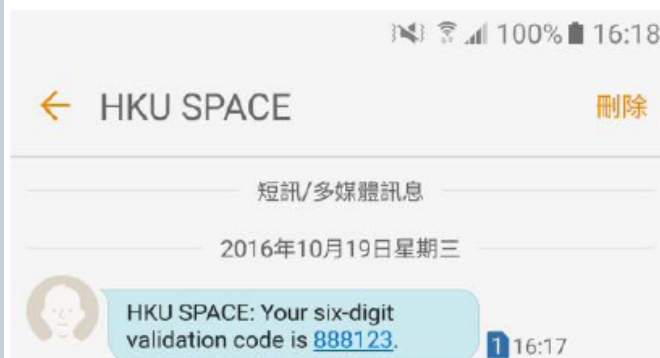 100% 16:18
← HKU SPACE 刪除
短訊/多媒體訊息
2016年10月19日星期三
HKU SPACE: Your six-digit
validation code is 888123.
1 16:17